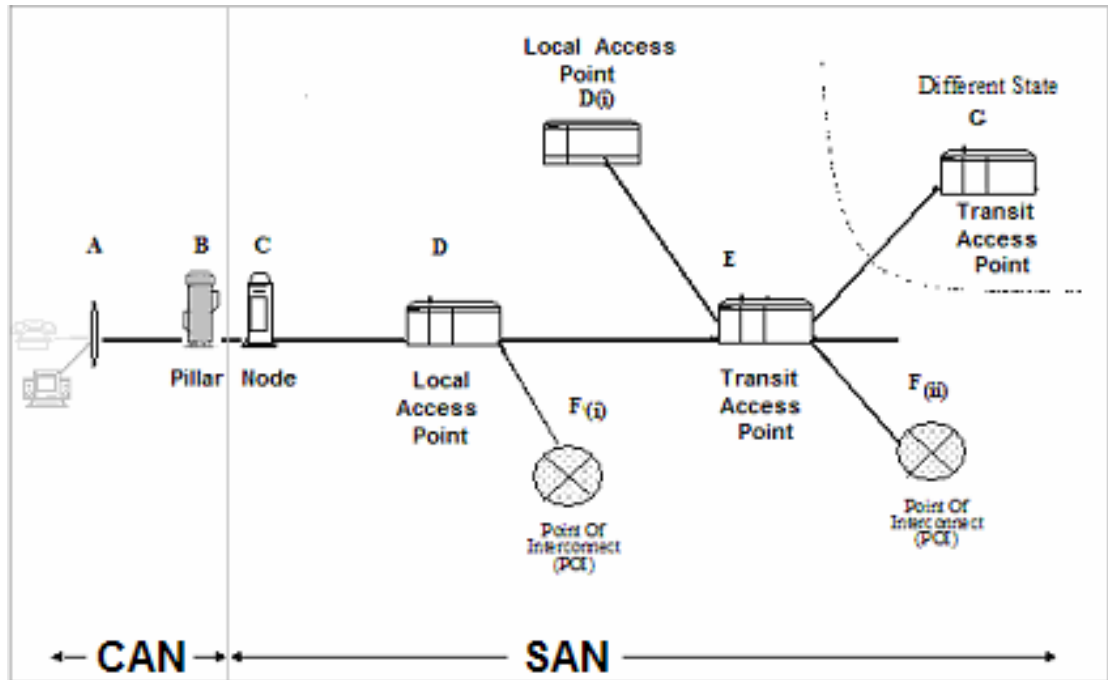 Local Access
Point
D(i)
Different State
G
Transit
Access
Point
A
B
C
D
E
Pillar
Node
Local
Access
Point
F(i)
Transit
Access
Point
F(ii)
Point Of
Interconnect
(POI)
Point Of
Interconnect
(POI)
CAN
SAN